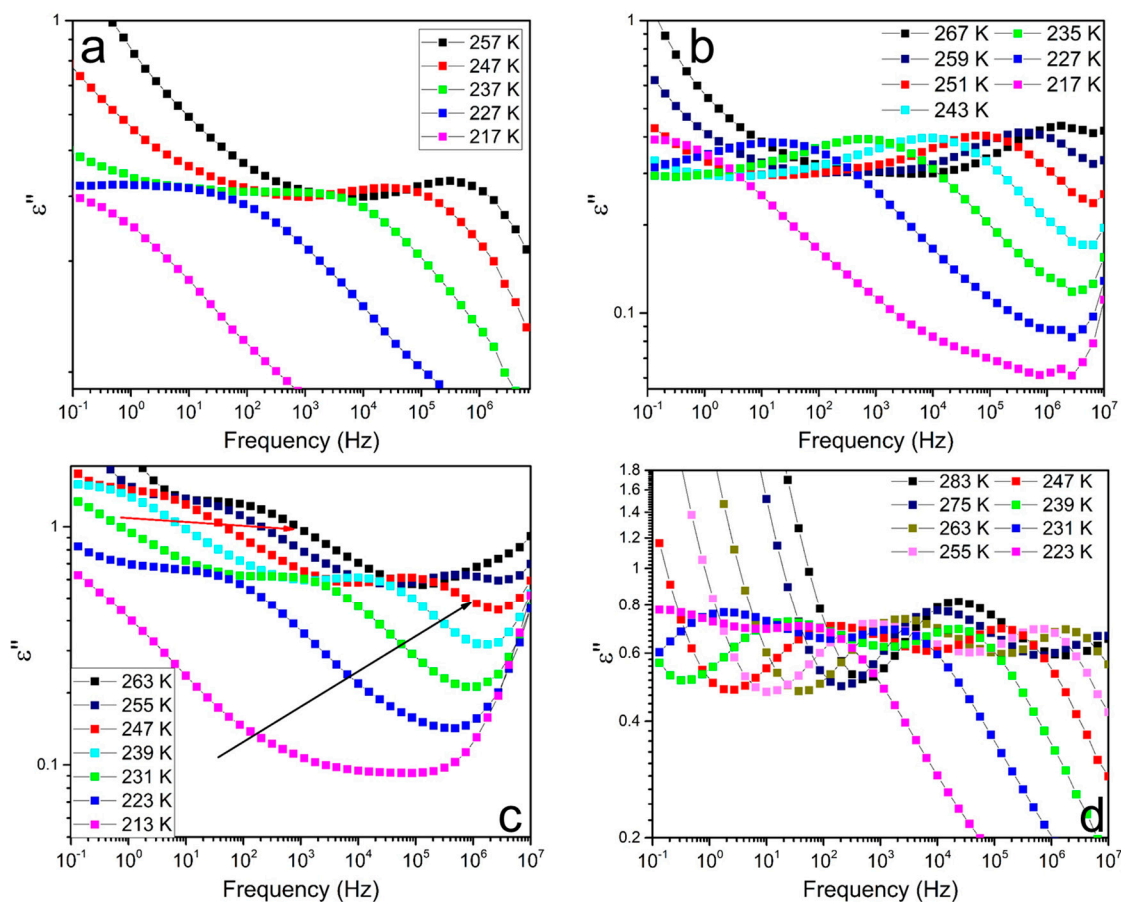 a
1
ε"
257 K
247 K
237 K
227 K
217 K
10⁻¹ 10⁰ 10¹ 10² 10³ 10⁴ 10⁵ 10⁶
Frequency (Hz)
b
1
0.1
ε"
267 K
259 K
251 K
243 K
235 K
227 K
217 K
10⁻¹ 10⁰ 10¹ 10² 10³ 10⁴ 10⁵ 10⁶ 10⁷
Frequency (Hz)
c
1
0.1
ε"
263 K
255 K
247 K
239 K
231 K
223 K
213 K
10⁻¹ 10⁰ 10¹ 10² 10³ 10⁴ 10⁵ 10⁶ 10⁷
Frequency (Hz)
d
1.8
1.6
1.4
1.2
1
0.8
0.6
0.4
0.2
ε"
283 K
275 K
263 K
255 K
247 K
239 K
231 K
223 K
10⁻¹ 10⁰ 10¹ 10² 10³ 10⁴ 10⁵ 10⁶ 10⁷
Frequency (Hz)